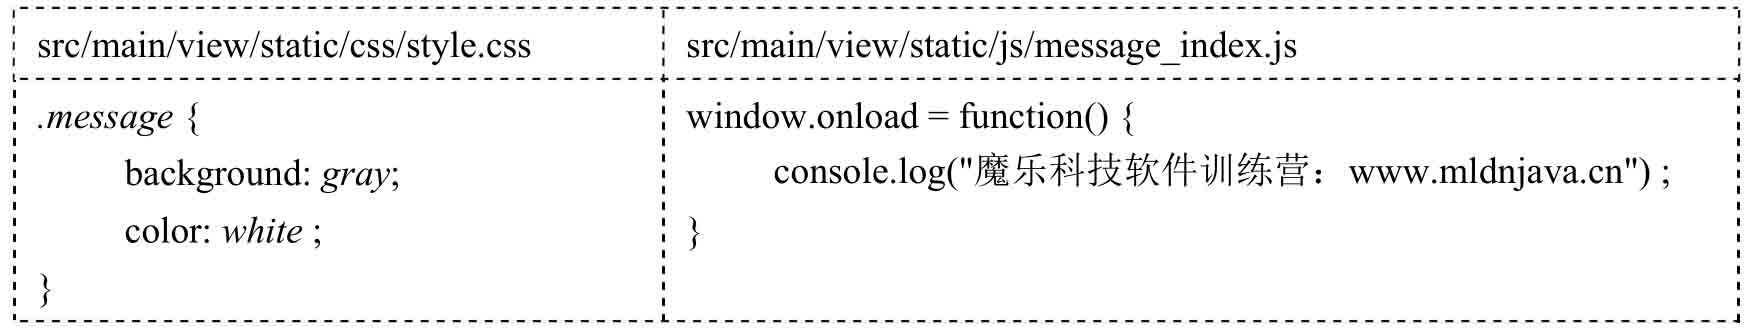 src/main/view/static/css/style.css
src/main/view/static/js/message_index.js
.message {
background: gray;
color: white ;
}
window.onload = function() {
console.log("魔乐科技软件训练营：www.mldnjava.cn") ;
}